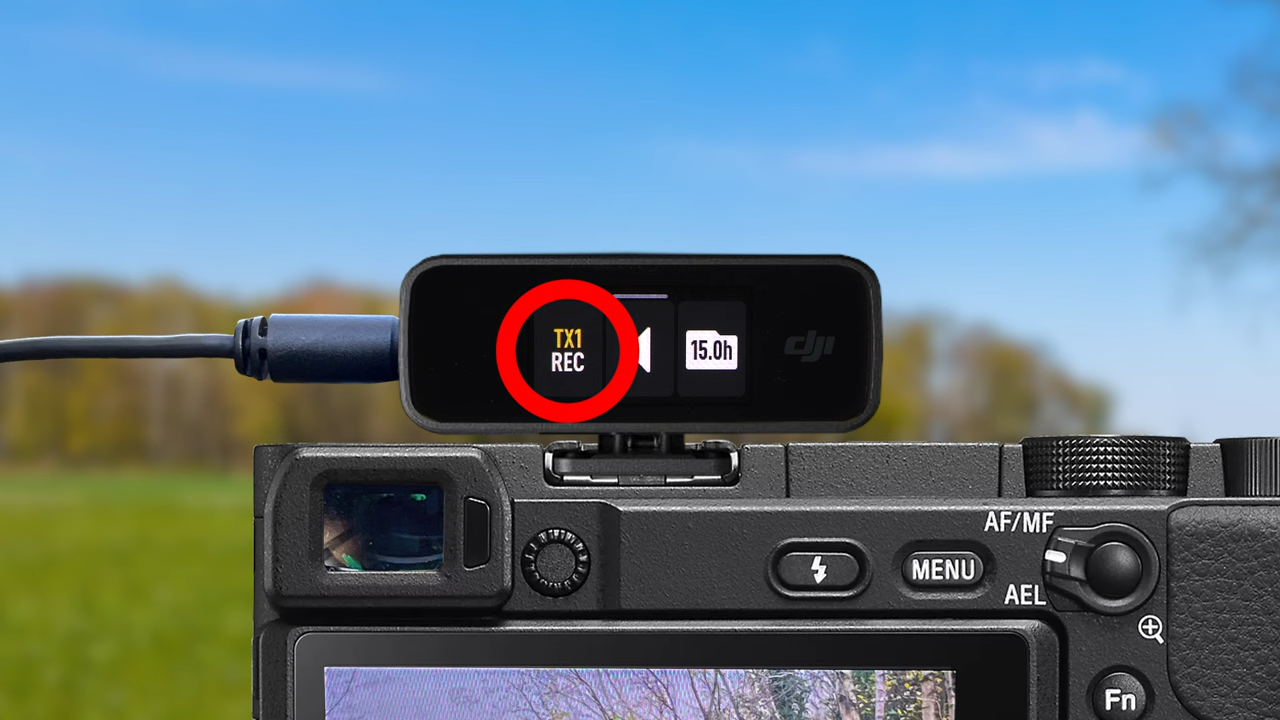 TX1
REC
15.0h
dji
AF/MF
MENU
AEL
Fn